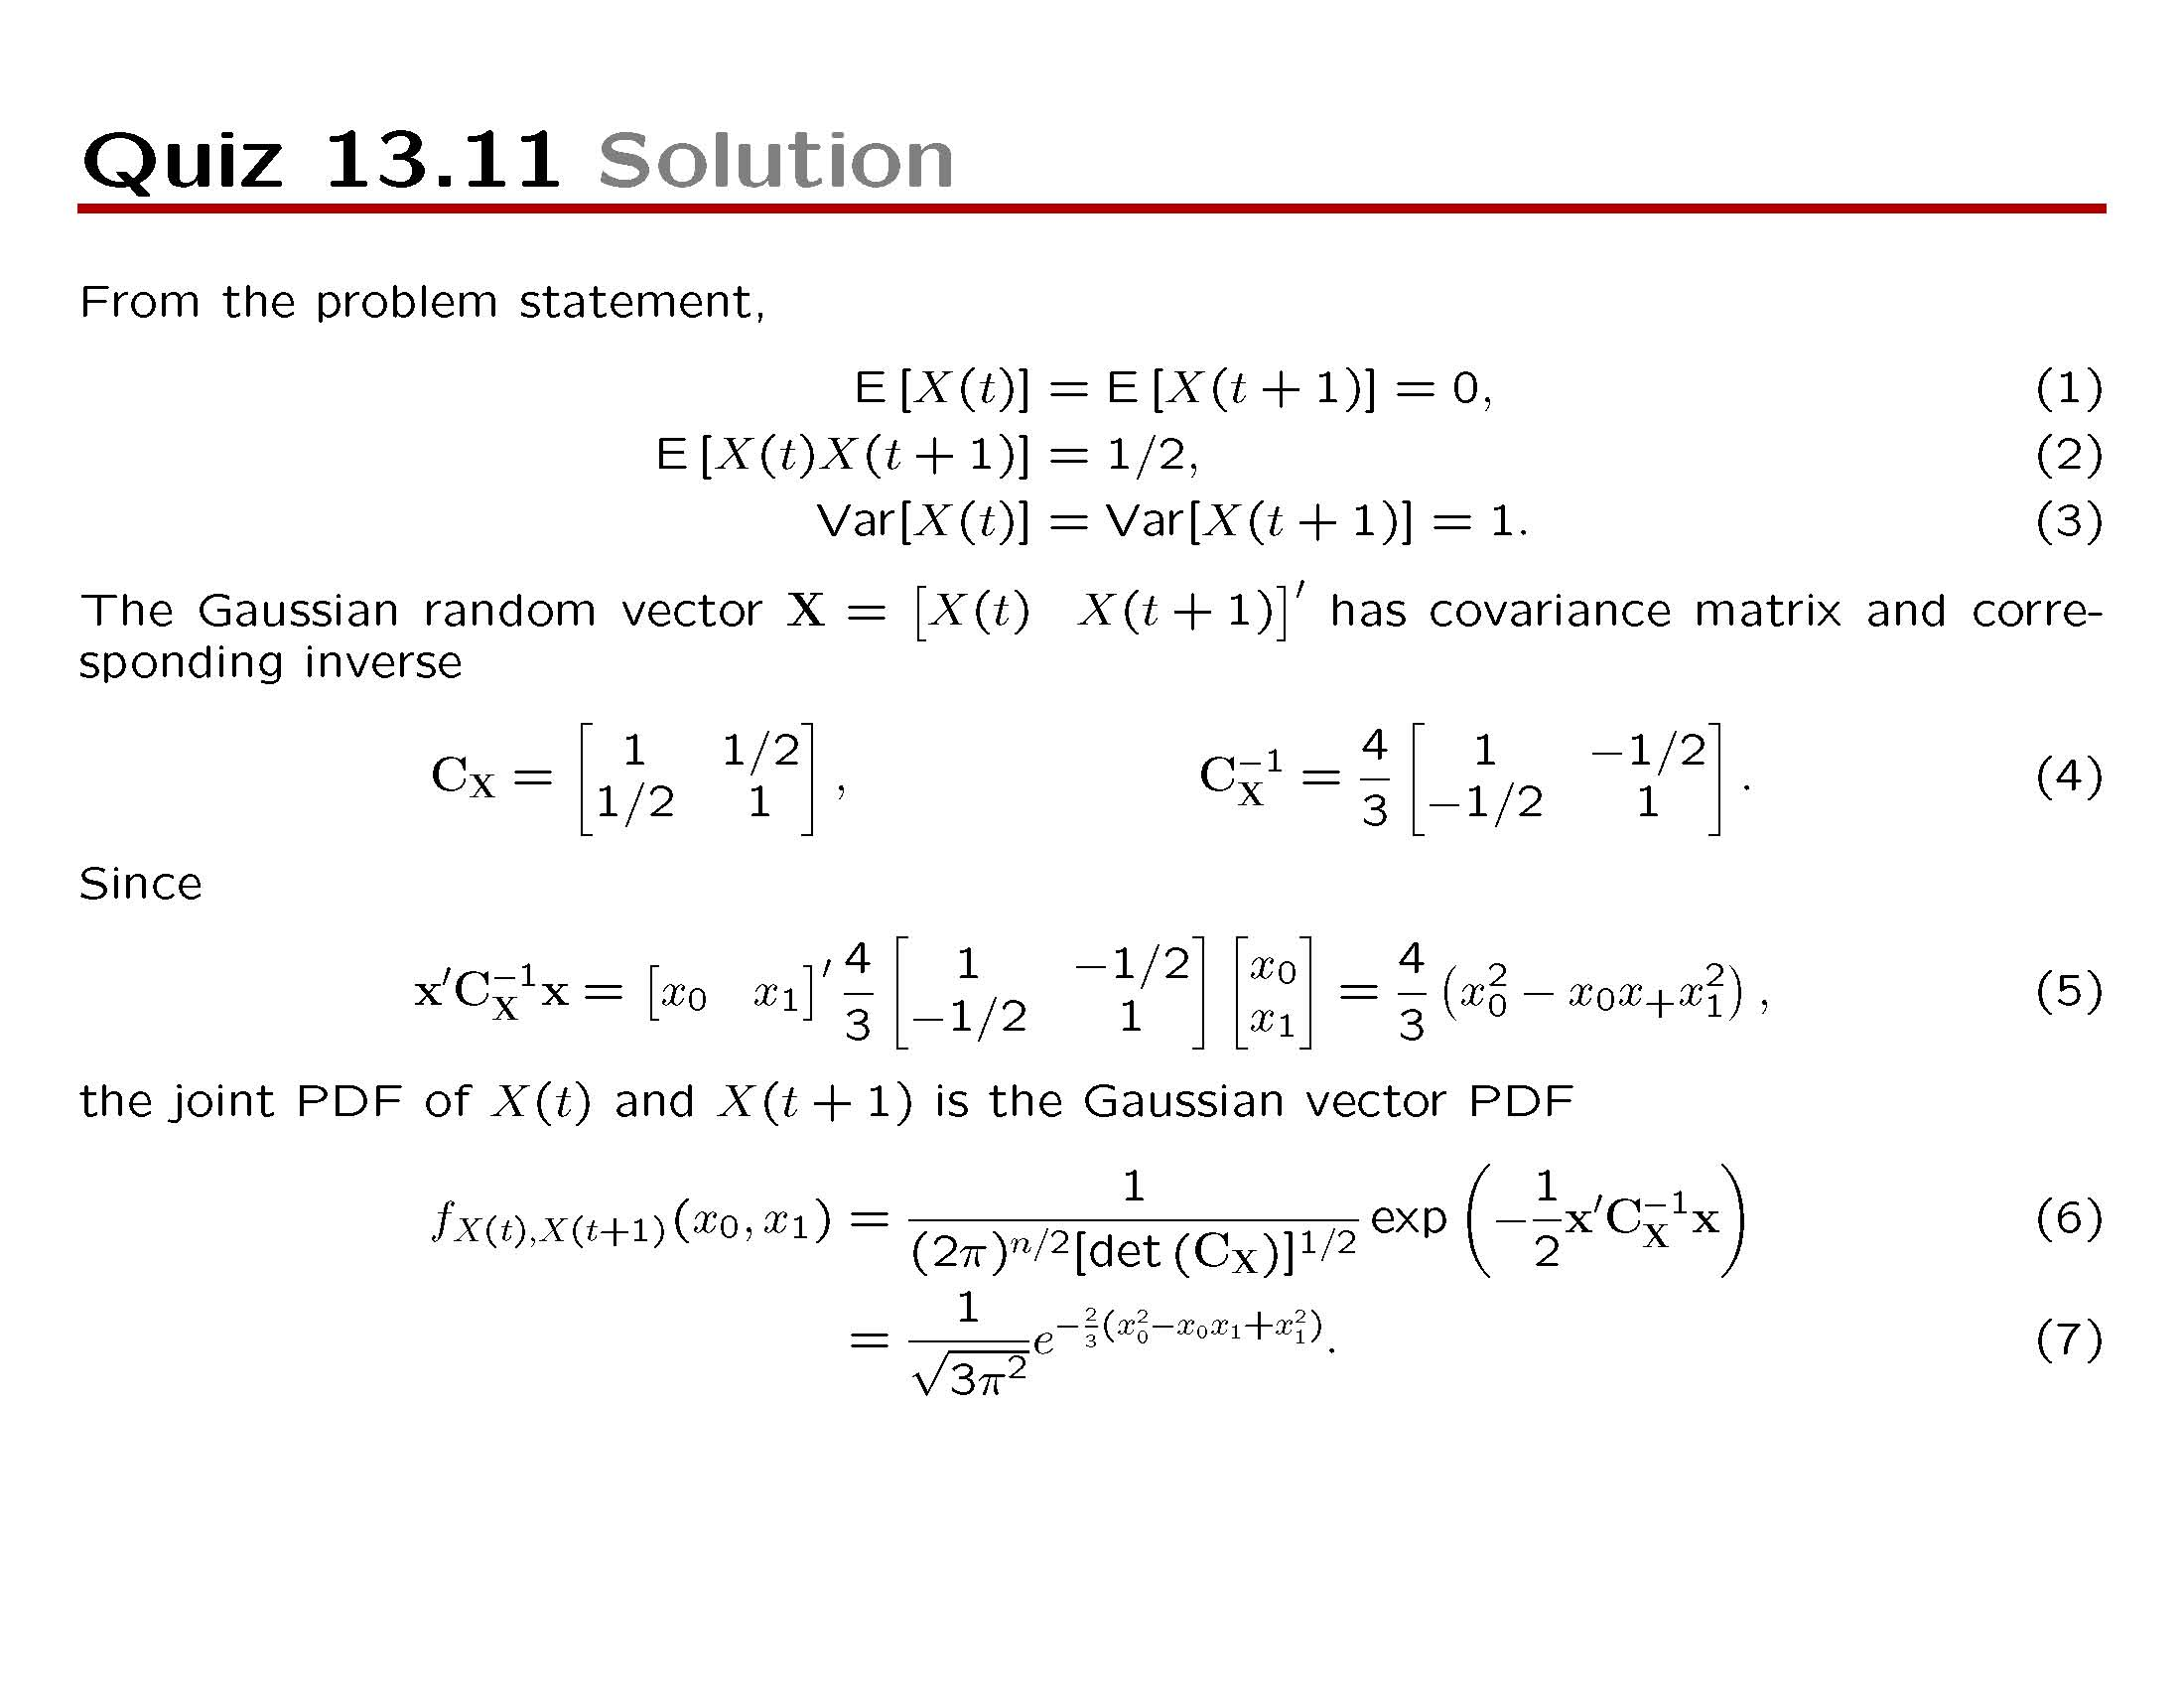 Quiz 13.11 Solution
From the problem statement,
E [X(t)] = E [X(t + 1)] = 0, (1)
E [X(t)X(t + 1)] = 1/2, (2)
Var[X(t)] = Var[X(t + 1)] = 1. (3)
The Gaussian random vector X = [X(t) X(t + 1)]′ has covariance matrix and corre-
sponding inverse
C_X = [1 1/2; 1/2 1], C_X^{−1} = 4/3 [1 −1/2; −1/2 1]. (4)
Since
x′C_X^{−1}x = [x_0 x_1]′ 4/3 [1 −1/2; −1/2 1] [x_0; x_1] = 4/3 (x_0^2 − x_0x_+x_1^2), (5)
the joint PDF of X(t) and X(t + 1) is the Gaussian vector PDF
f_{X(t),X(t+1)}(x_0, x_1) = 1/((2π)^{n/2}[det (C_X)]^{1/2}) exp (−1/2 x′C_X^{−1}x) (6)
= 1/√(3π^2) e^{−2/3(x_0^2−x_0x_1+x_1^2)}. (7)